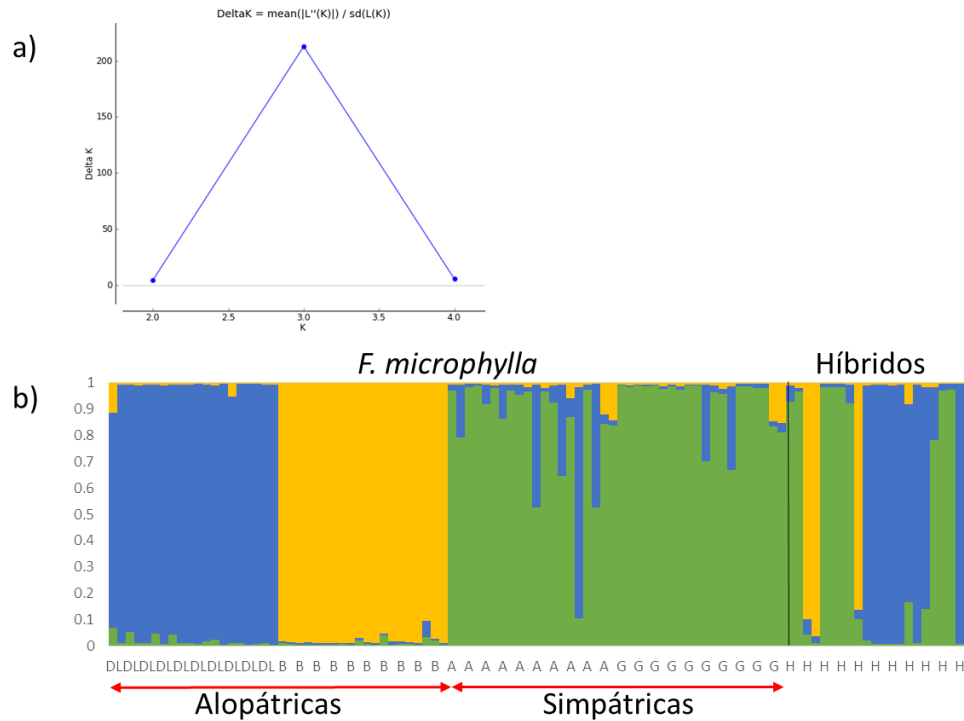 a)
DeltaK = mean(|L''(K)|) / sd(L(K))
200
150
100
50
0
Delta K
2.0 2.5 3.0 3.5 4.0
K
F. microphylla Híbridos
b)
1
0.9
0.8
0.7
0.6
0.5
0.4
0.3
0.2
0.1
0
DLDLDLDLDLDLDLDLDLDL B B B B B B B B B B A A A A A A A A A A G G G G G G G G G G H H H H H H H H H H H
Alopátricas Simpátricas